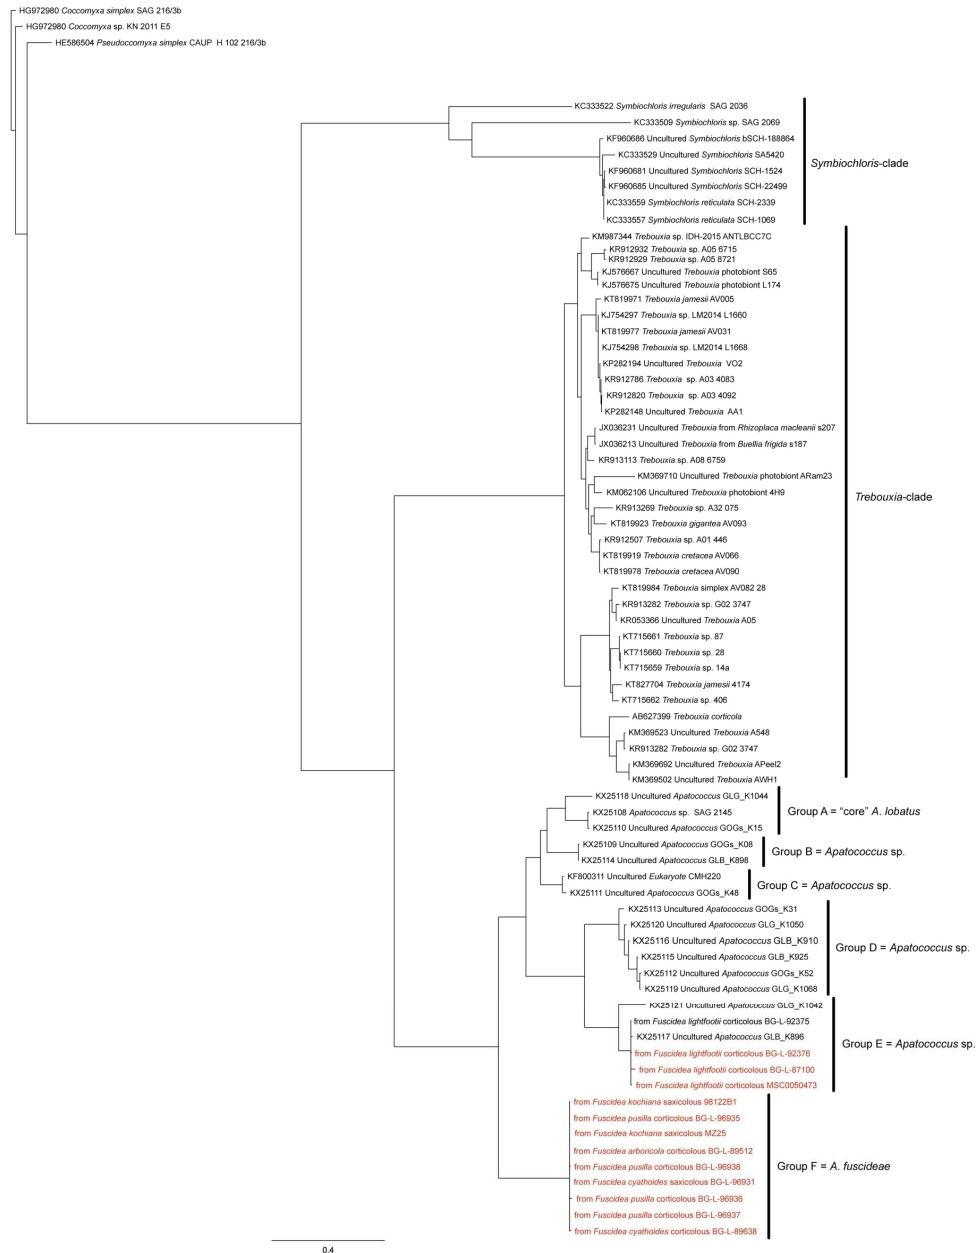 HG972980 Coccomyxa simplex SAG 216/3b
HG972980 Coccomyxa sp. KN 2011 E5
HE586504 Pseudoccomyxa simplex CAUP H 102 216/3b
KC333522 Symbiochloris irregularis SAG 2036
KC333509 Symbiochloris sp. SAG 2069
KF960686 Uncultured Symbiochloris bSCH-188864
KC333529 Uncultured Symbiochloris SA5420
KF960681 Uncultured Symbiochloris SCH-1524
KF960685 Uncultured Symbiochloris SCH-22499
KC333559 Symbiochloris reticulata SCH-2339
KC333557 Symbiochloris reticulata SCH-1069
Symbiochloris-clade
KM987344 Trebouxia sp. IDH-2015 ANTLBCC7C
KR912932 Trebouxia sp. A05 6715
KR912929 Trebouxia sp. A05 8721
KJ576667 Uncultured Trebouxia photobiont S65
KJ576675 Uncultured Trebouxia photobiont L174
KT819971 Trebouxia jamesii AV005
KJ754297 Trebouxia sp. LM2014 L1660
KT819977 Trebouxia jamesii AV031
KJ754298 Trebouxia sp. LM2014 L1668
KP282194 Uncultured Trebouxia VO2
KR912786 Trebouxia sp. A03 4083
KR912820 Trebouxia sp. A03 4092
KP282148 Uncultured Trebouxia AA1
JX036231 Uncultured Trebouxia from Rhizoplaca macleanii s207
JX036213 Uncultured Trebouxia from Buellia frigida s187
KR913113 Trebouxia sp. A08 6759
KM369710 Uncultured Trebouxia photobiont ARam23
KM062106 Uncultured Trebouxia photobiont 4H9
KR913269 Trebouxia sp. A32 075
KT819923 Trebouxia gigantea AV093
KR912507 Trebouxia sp. A01 446
KT819919 Trebouxia cretacea AV066
KT819978 Trebouxia cretacea AV090
KT819984 Trebouxia simplex AV082 28
KR913282 Trebouxia sp. G02 3747
KR053366 Uncultured Trebouxia A05
KT715661 Trebouxia sp. 87
KT715660 Trebouxia sp. 28
KT715659 Trebouxia sp. 14a
KT827704 Trebouxia jamesii 4174
KT715662 Trebouxia sp. 406
AB627399 Trebouxia corticola
KM369523 Uncultured Trebouxia A548
KR913282 Trebouxia sp. G02 3747
KM369692 Uncultured Trebouxia APeel2
KM369502 Uncultured Trebouxia AWH1
Trebouxia-clade
KX25118 Uncultured Apatococcus GLG_K1044
KX25108 Apatococcus sp. SAG 2145
KX25110 Uncultured Apatococcus GOGs_K15
Group A = "core" A. lobatus
KX25109 Uncultured Apatococcus GOGs_K08
KX25114 Uncultured Apatococcus GLB_K898
Group B = Apatococcus sp.
KF800311 Uncultured Eukaryote CMH220
KX25111 Uncultured Apatococcus GOGs_K48
Group C = Apatococcus sp.
KX25113 Uncultured Apatococcus GOGs_K31
KX25120 Uncultured Apatococcus GLG_K1050
KX25116 Uncultured Apatococcus GLB_K910
KX25115 Uncultured Apatococcus GLB_K925
KX25112 Uncultured Apatococcus GOGs_K52
KX25119 Uncultured Apatococcus GLG_K1068
Group D = Apatococcus sp.
KX25121 Uncultured Apatococcus GLG_K1042
from Fuscidea lightfootii corticolous BG-L-92375
KX25117 Uncultured Apatococcus GLB_K896
from Fuscidea lightfootii corticolous BG-L-92376
from Fuscidea lightfootii corticolous BG-L-87100
from Fuscidea lightfootii corticolous MSC0050473
Group E = Apatococcus sp.
from Fuscidea kochiana saxicolous 98122B1
from Fuscidea pusilla corticolous BG-L-96935
from Fuscidea kochiana saxicolous MZ25
from Fuscidea arboricola corticolous BG-L-89512
from Fuscidea pusilla corticolous BG-L-96938
from Fuscidea cyathoides saxicolous BG-L-96931
from Fuscidea pusilla corticolous BG-L-96936
from Fuscidea pusilla corticolous BG-L-96937
from Fuscidea cyathoides corticolous BG-L-89638
Group F = A. fuscideae
0.4